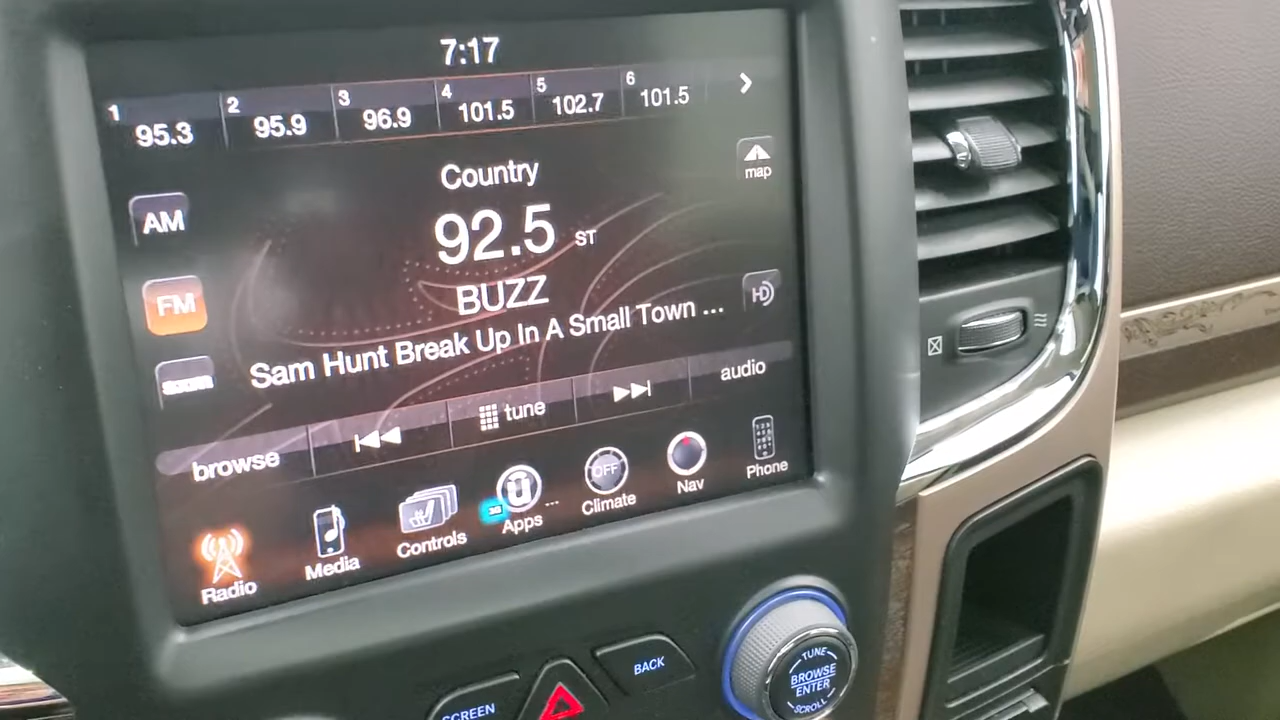 7:17
1 95.3 2 95.9 3 96.9 4 101.5 5 102.7 6 101.5
map
Country
AM
92.5 ST
FM
BUZZ
HD
Sam Hunt Break Up In A Small Town ...
browse tune audio
Radio Media Controls 3G Apps ... OFF Climate Nav Phone
SCREEN BACK
TUNE
BROWSE
ENTER
SCROLL